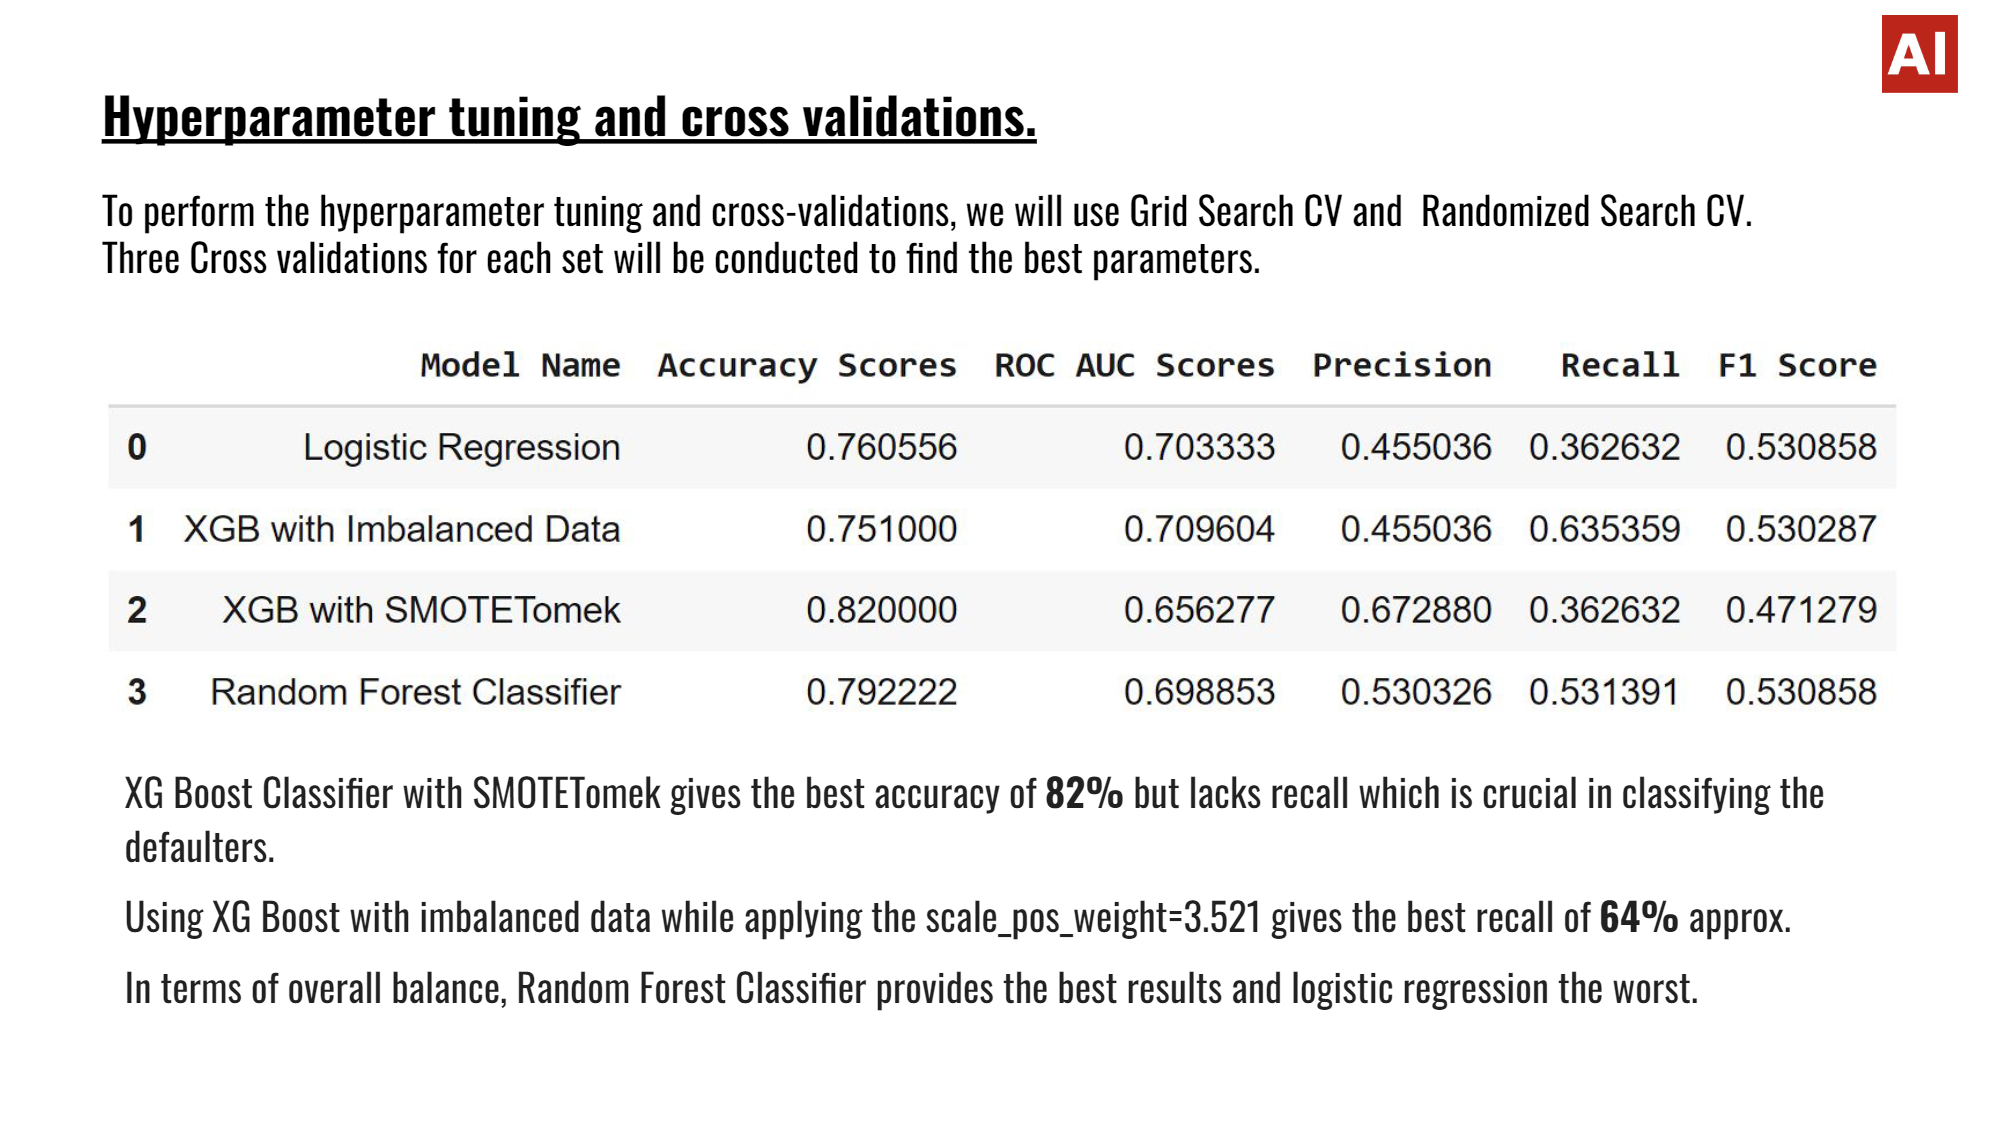 AI
Hyperparameter tuning and cross validations.
To perform the hyperparameter tuning and cross-validations, we will use Grid Search CV and  Randomized Search CV.
Three Cross validations for each set will be conducted to find the best parameters.
Model Name Accuracy Scores ROC AUC Scores Precision Recall F1 Score
0 Logistic Regression 0.760556 0.703333 0.455036 0.362632 0.530858
1 XGB with Imbalanced Data 0.751000 0.709604 0.455036 0.635359 0.530287
2 XGB with SMOTETomek 0.820000 0.656277 0.672880 0.362632 0.471279
3 Random Forest Classifier 0.792222 0.698853 0.530326 0.531391 0.530858
XG Boost Classifier with SMOTETomek gives the best accuracy of 82% but lacks recall which is crucial in classifying the
defaulters.
Using XG Boost with imbalanced data while applying the scale_pos_weight=3.521 gives the best recall of 64% approx.
In terms of overall balance, Random Forest Classifier provides the best results and logistic regression the worst.